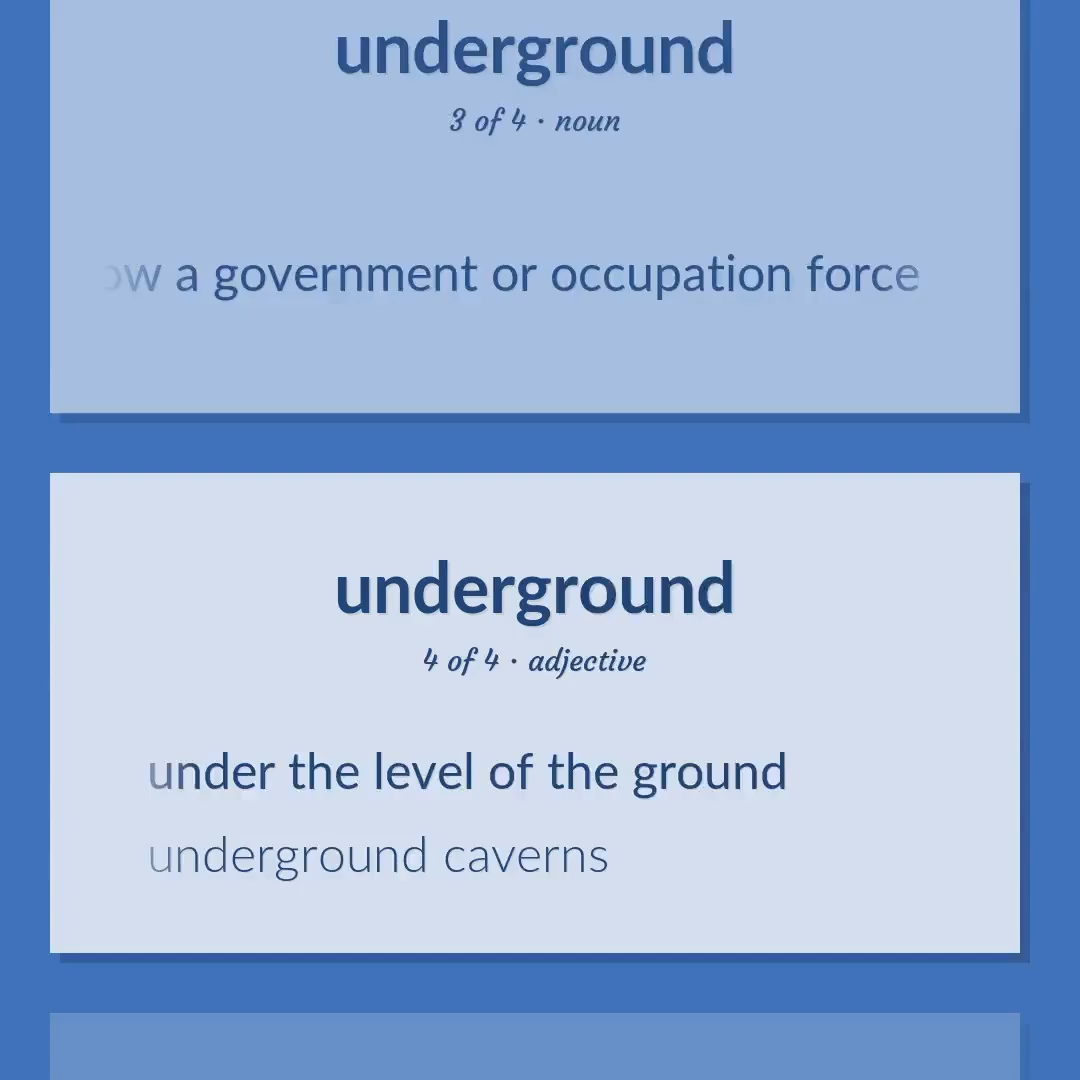 underground
3 of 4 · noun
a government or occupation force
underground
4 of 4 · adjective
under the level of the ground
underground caverns